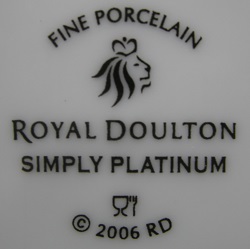 FINE PORCELAIN
ROYAL DOULTON
SIMPLY PLATINUM
© 2006 RD